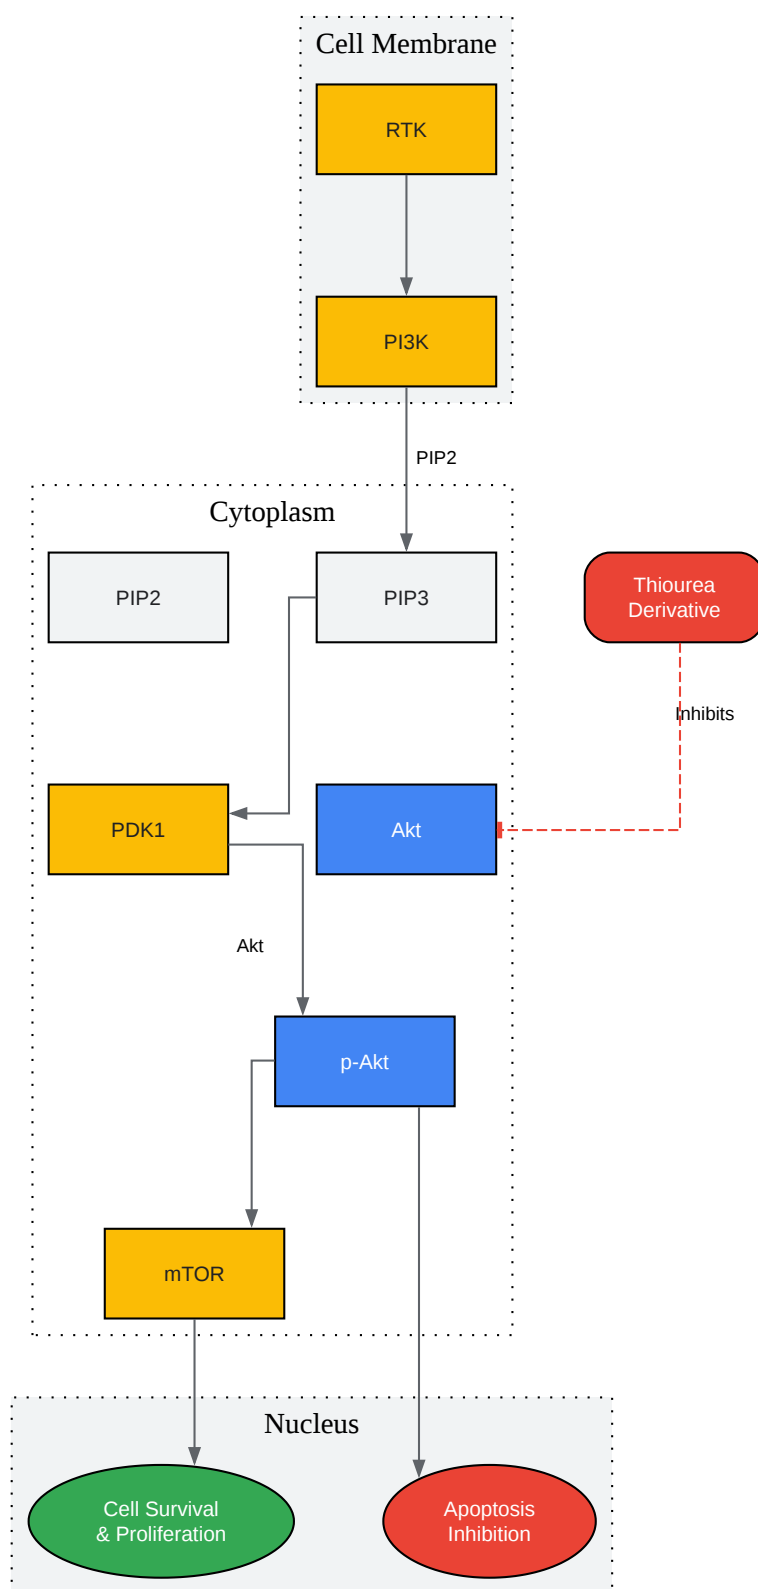 Cell Membrane
RTK
PI3K
PIP2
Cytoplasm
PIP2
PIP3
Thiourea
Derivative
Inhibits
PDK1
Akt
Akt
p-Akt
mTOR
Nucleus
Cell Survival
& Proliferation
Apoptosis
Inhibition